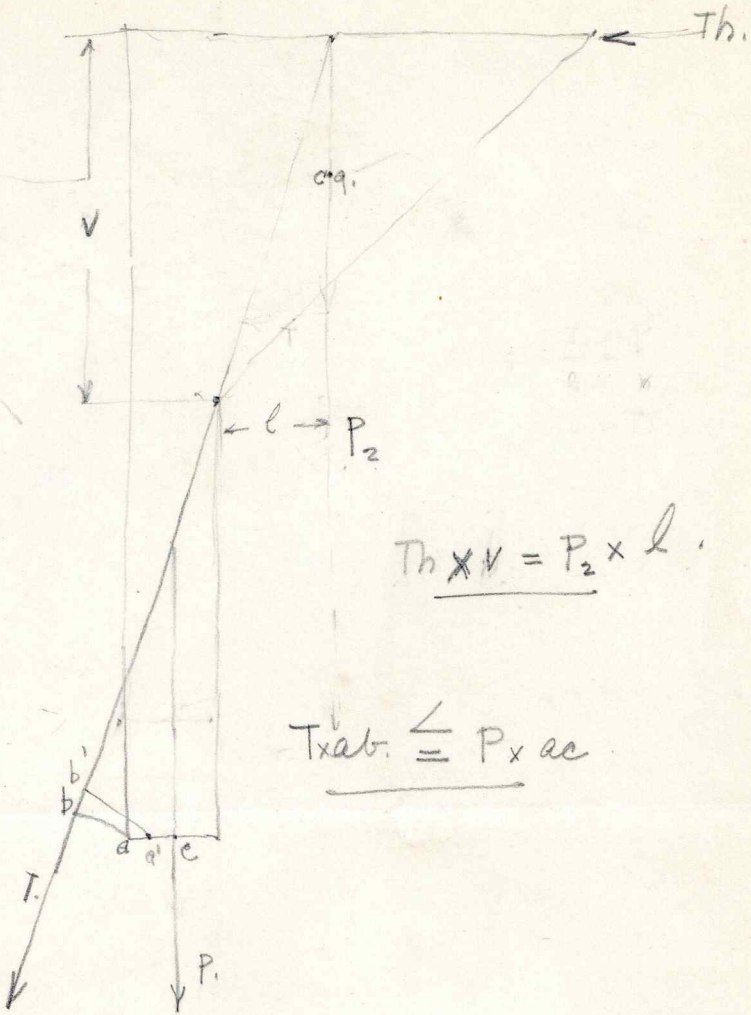 Th.
c.g.
V
l
P₂
Th x V = P₂ x l.
T x ab. ≦ P x ac
b'
b
a a' c
T.
P.